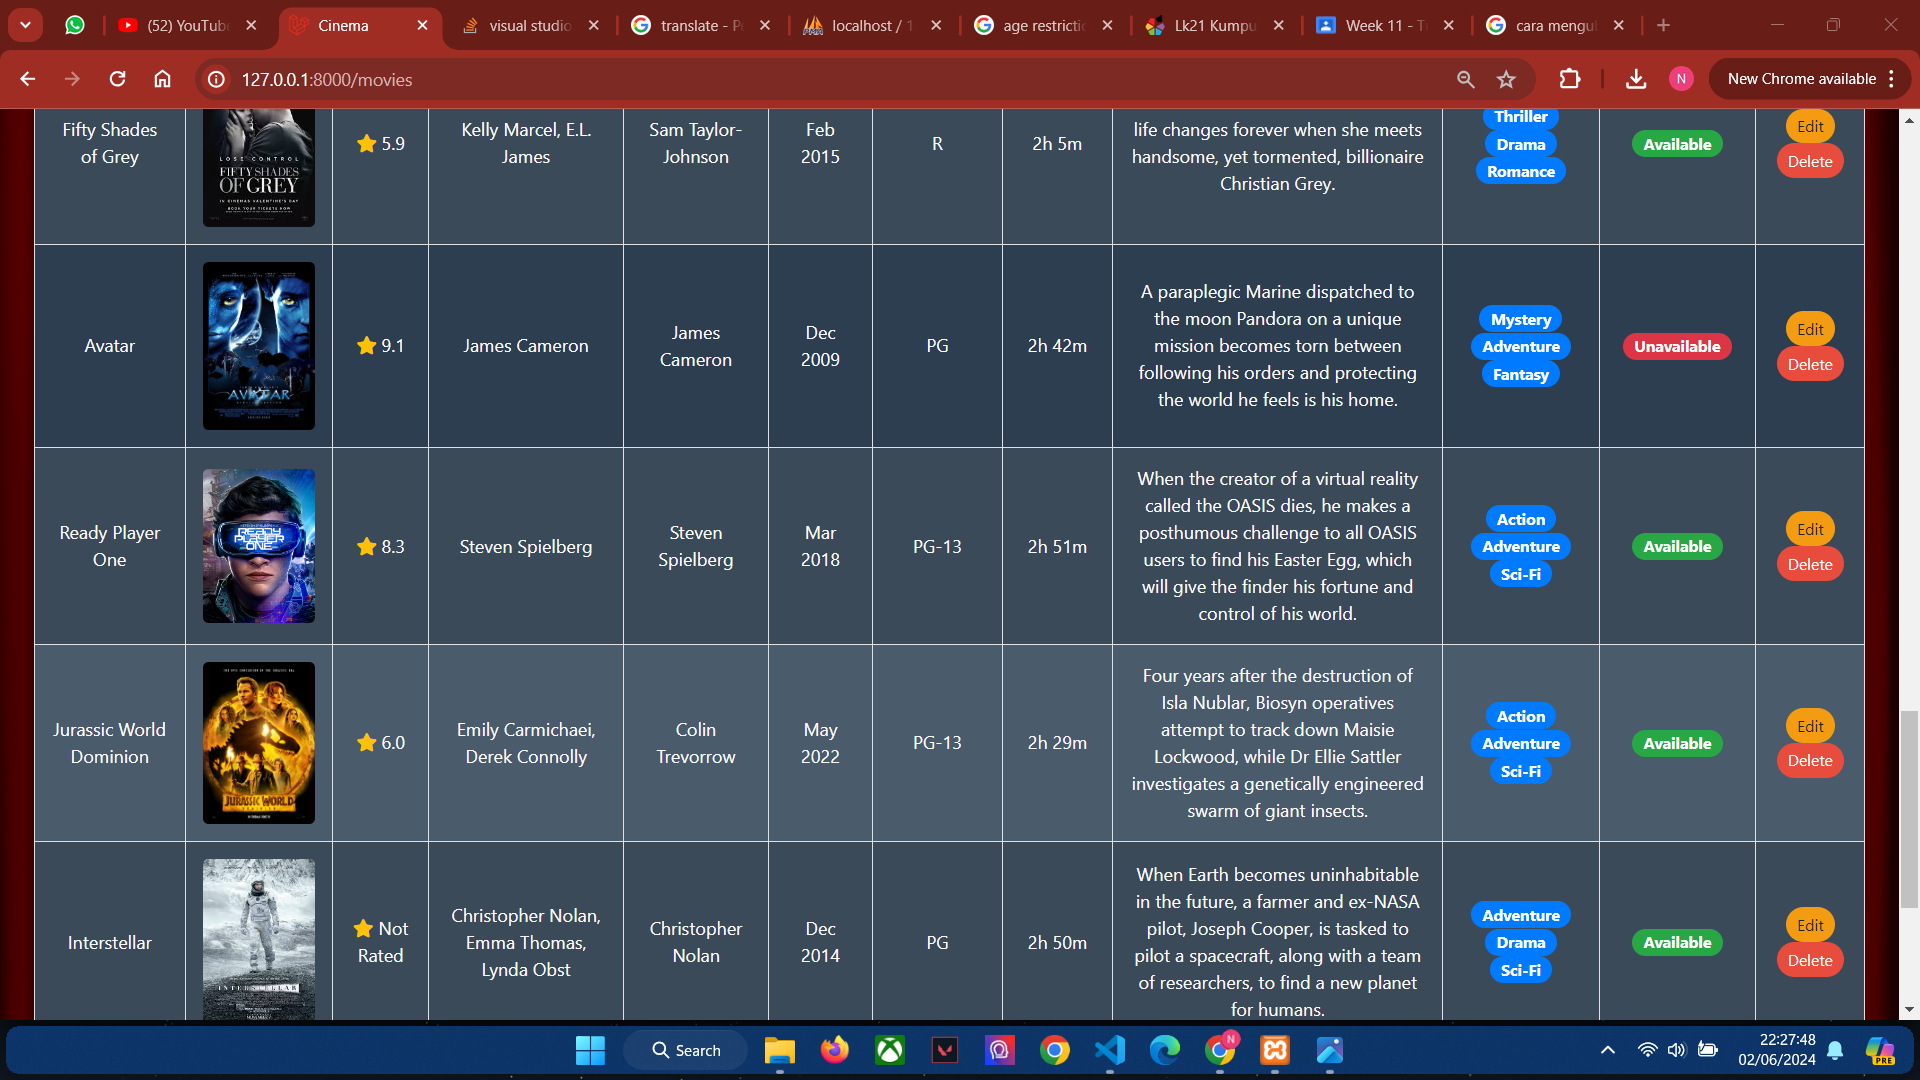 (52) YouTube
Cinema
visual studio
translate - P
localhost / 1
age restrictio
Lk21 Kumpu
Week 11 - T
cara mengu
127.0.0.1:8000/movies
N
New Chrome available
Fifty Shades
of Grey
LOSE CONTROL
FIFTY SHADES
OF GREY
5.9
Kelly Marcel, E.L.
James
Sam Taylor-
Johnson
Feb
2015
R
2h 5m
life changes forever when she meets
handsome, yet tormented, billionaire
Christian Grey.
Thriller
Drama
Romance
Available
Edit
Delete
Avatar
AVATAR
9.1
James Cameron
James
Cameron
Dec
2009
PG
2h 42m
A paraplegic Marine dispatched to
the moon Pandora on a unique
mission becomes torn between
following his orders and protecting
the world he feels is his home.
Mystery
Adventure
Fantasy
Unavailable
Edit
Delete
Ready Player
One
READY
PLAYER
ONE
8.3
Steven Spielberg
Steven
Spielberg
Mar
2018
PG-13
2h 51m
When the creator of a virtual reality
called the OASIS dies, he makes a
posthumous challenge to all OASIS
users to find his Easter Egg, which
will give the finder his fortune and
control of his world.
Action
Adventure
Sci-Fi
Available
Edit
Delete
Jurassic World
Dominion
JURASSIC WORLD
6.0
Emily Carmichaei,
Derek Connolly
Colin
Trevorrow
May
2022
PG-13
2h 29m
Four years after the destruction of
Isla Nublar, Biosyn operatives
attempt to track down Maisie
Lockwood, while Dr Ellie Sattler
investigates a genetically engineered
swarm of giant insects.
Action
Adventure
Sci-Fi
Available
Edit
Delete
Interstellar
INTERSTELLAR
Not
Rated
Christopher Nolan,
Emma Thomas,
Lynda Obst
Christopher
Nolan
Dec
2014
PG
2h 50m
When Earth becomes uninhabitable
in the future, a farmer and ex-NASA
pilot, Joseph Cooper, is tasked to
pilot a spacecraft, along with a team
of researchers, to find a new planet
for humans.
Adventure
Drama
Sci-Fi
Available
Edit
Delete
Search
N
22:27:48
02/06/2024
PRE